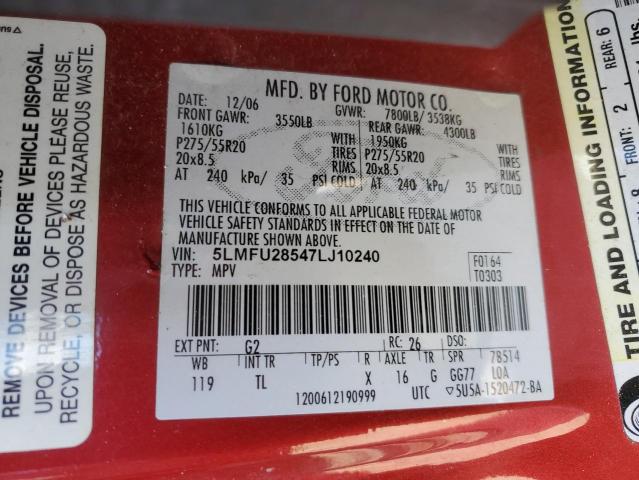 REMOVE DEVICES BEFORE VEHICLE DISPOSAL.
UPON REMOVAL OF DEVICES PLEASE REUSE,
RECYCLE, OR DISPOSE AS HAZARDOUS WASTE.
MFD. BY FORD MOTOR CO.
DATE: 12/06 GVWR: 7800LB/ 3538KG
FRONT GAWR: 3550LB REAR GAWR: 4300LB
1610KG WITH 1950KG WITH
P275/55R20 TIRES P275/55R20 TIRES
20x8.5 RIMS 20x8.5 RIMS
AT 240 kPa/ 35 PSI COLD AT 240 kPa/ 35 PSI COLD
THIS VEHICLE CONFORMS TO ALL APPLICABLE FEDERAL MOTOR
VEHICLE SAFETY STANDARDS IN EFFECT ON THE DATE OF
MANUFACTURE SHOWN ABOVE.
VIN: 5LMFU28547LJ10240 F0164
TYPE: MPV T0303
EXT PNT: G2 RC: 26 DSO:
WB INT TR TP/PS R AXLE TR SPR 78514
119 TL X 16 G GG77 LOA
1200612190999 UTC ▽5U5A-1520472-BA
TIRE AND LOADING INFORMATION
FRONT: 2 REAR: 6
lbs